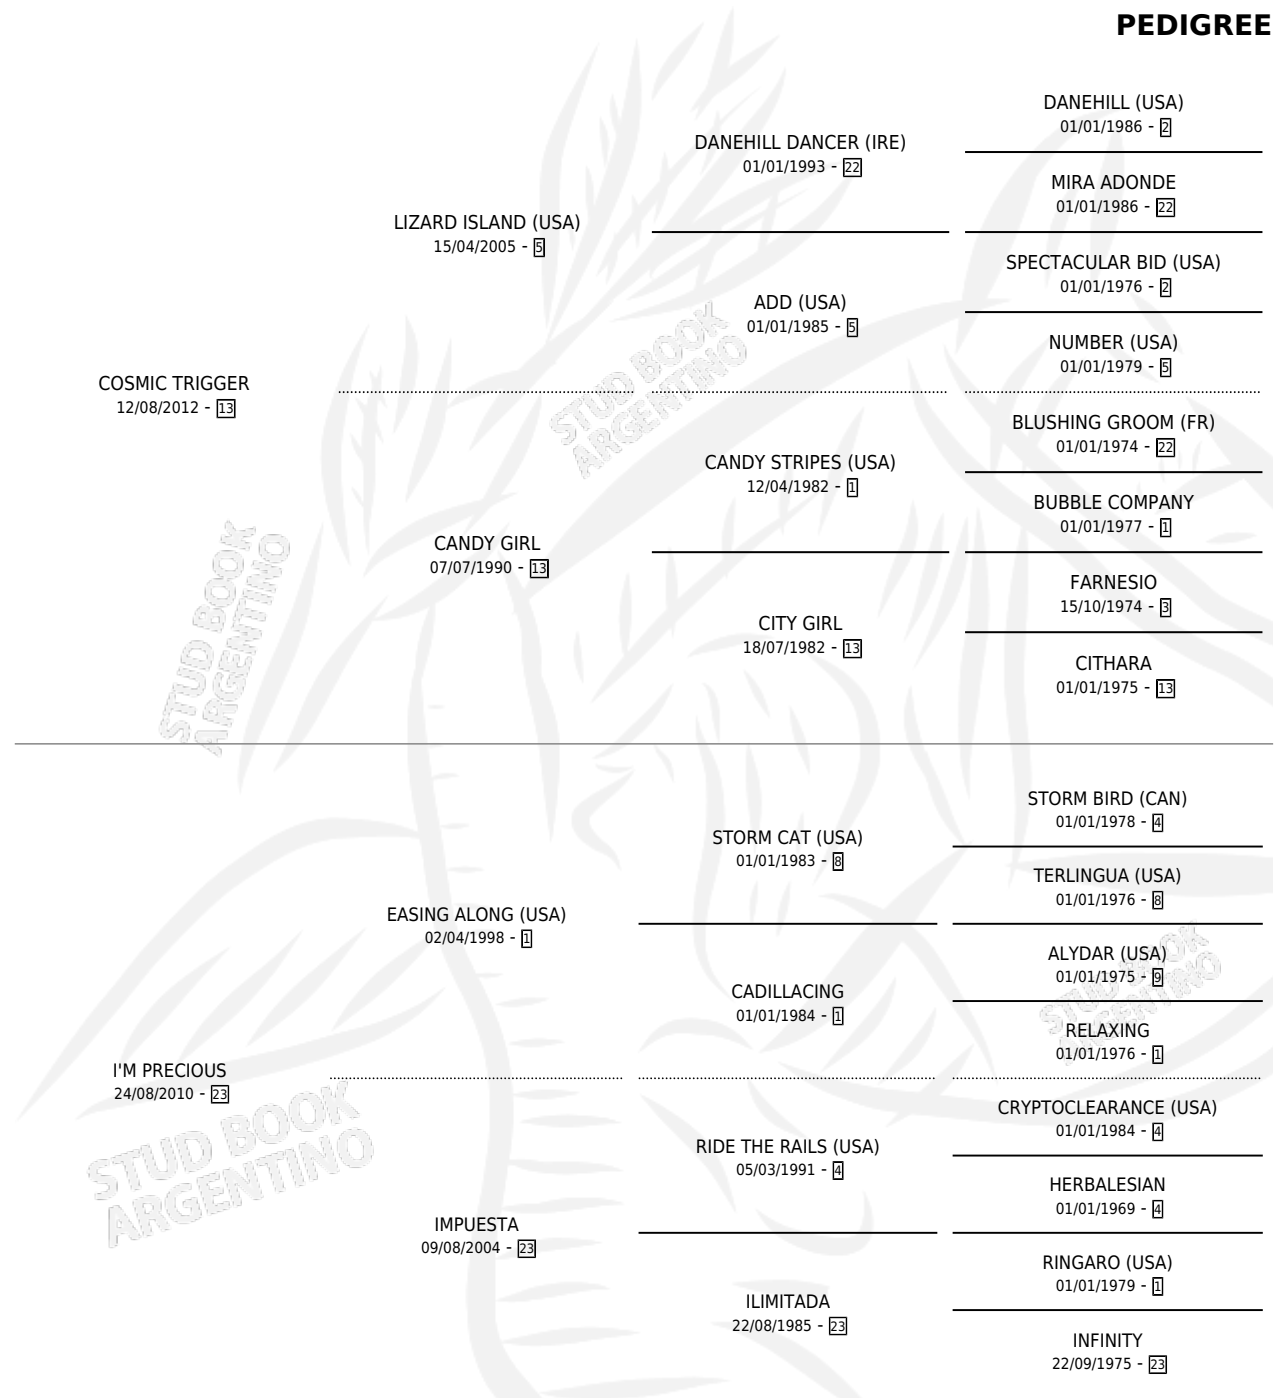 PEDIGREE
DANEHILL (USA)
01/01/1986 - 2
DANEHILL DANCER (IRE)
01/01/1993 - 22
MIRA ADONDE
01/01/1986 - 22
LIZARD ISLAND (USA)
15/04/2005 - 5
SPECTACULAR BID (USA)
01/01/1976 - 2
ADD (USA)
01/01/1985 - 5
NUMBER (USA)
01/01/1979 - 5
COSMIC TRIGGER
12/08/2012 - 13
BLUSHING GROOM (FR)
01/01/1974 - 22
CANDY STRIPES (USA)
12/04/1982 - 1
BUBBLE COMPANY
01/01/1977 - 1
CANDY GIRL
07/07/1990 - 13
FARNESIO
15/10/1974 - 3
CITY GIRL
18/07/1982 - 13
CITHARA
01/01/1975 - 13
STORM BIRD (CAN)
01/01/1978 - 4
STORM CAT (USA)
01/01/1983 - 8
TERLINGUA (USA)
01/01/1976 - 8
EASING ALONG (USA)
02/04/1998 - 1
ALYDAR (USA)
01/01/1975 - 9
CADILLACING
01/01/1984 - 1
RELAXING
01/01/1976 - 1
I'M PRECIOUS
24/08/2010 - 23
CRYPTOCLEARANCE (USA)
01/01/1984 - 4
RIDE THE RAILS (USA)
05/03/1991 - 4
HERBALESIAN
01/01/1969 - 4
IMPUESTA
09/08/2004 - 23
RINGARO (USA)
01/01/1979 - 1
ILIMITADA
22/08/1985 - 23
INFINITY
22/09/1975 - 23
STUD BOOK
ARGENTINO
STUD BOOK
ARGENTINO
STUD BOOK
ARGENTINO
STUD BOOK
ARGENTINO